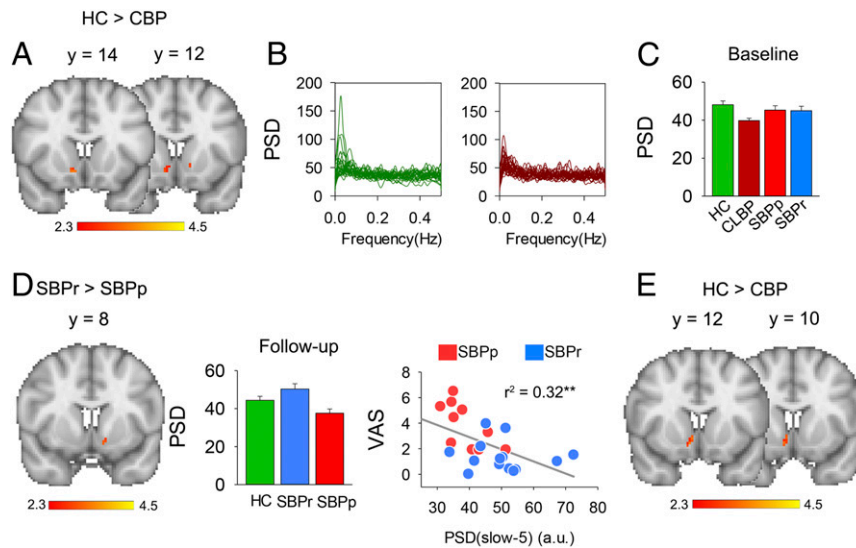 HC > CBP
A
y = 14
y = 12
2.3
4.5
B
PSD
200
150
100
50
0
0.0
0.2
0.4
Frequency(Hz)
200
150
100
50
0
0.0
0.2
0.4
Frequency(Hz)
C
Baseline
PSD
60
40
20
0
HC
CLBP
SBPp
SBPr
D
SBPr > SBPp
y = 8
2.3
4.5
Follow-up
PSD
60
40
20
0
HC
SBPr
SBPp
SBPp
SBPr
r² = 0.32**
VAS
8
6
4
2
0
30
40
50
60
70
80
PSD(slow-5) (a.u.)
E
HC > CBP
y = 12
y = 10
2.3
4.5